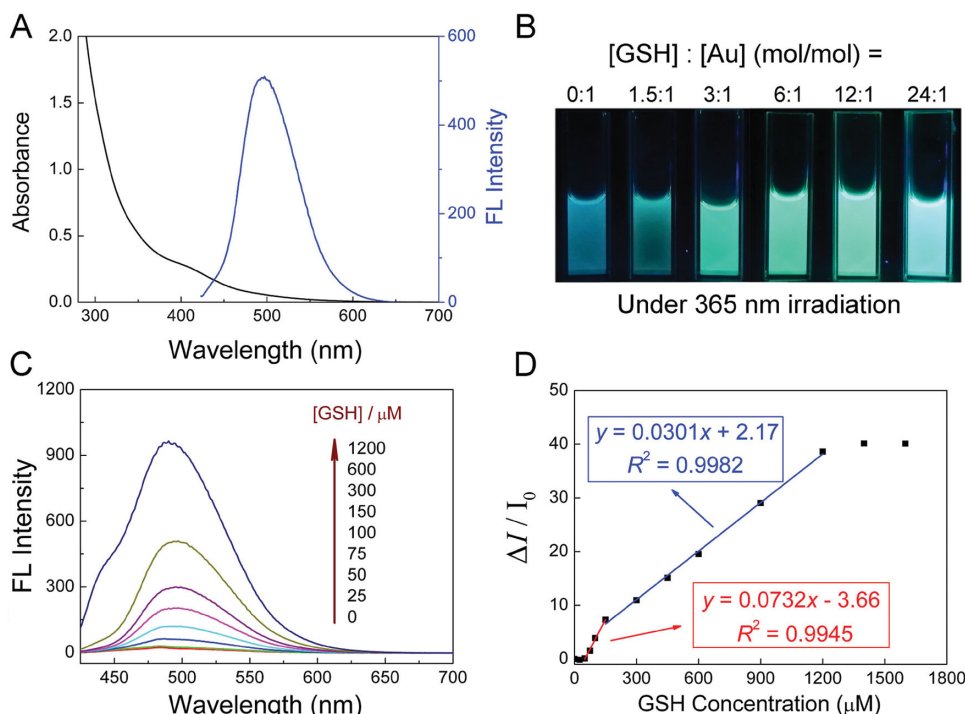 A
2.0
1.5
1.0
0.5
0.0
Absorbance
600
400
200
0
FL Intensity
300 400 500 600 700
Wavelength (nm)
B
[GSH] : [Au] (mol/mol) =
0:1 1.5:1 3:1 6:1 12:1 24:1
Under 365 nm irradiation
C
1200
900
600
300
0
FL Intensity
[GSH] / μM
1200
600
300
150
100
75
50
25
0
450 500 550 600 650 700
Wavelength (nm)
D
50
40
30
20
10
0
ΔI / I₀
y = 0.0301x + 2.17
R² = 0.9982
y = 0.0732x - 3.66
R² = 0.9945
0 300 600 900 1200 1500 1800
GSH Concentration (μM)